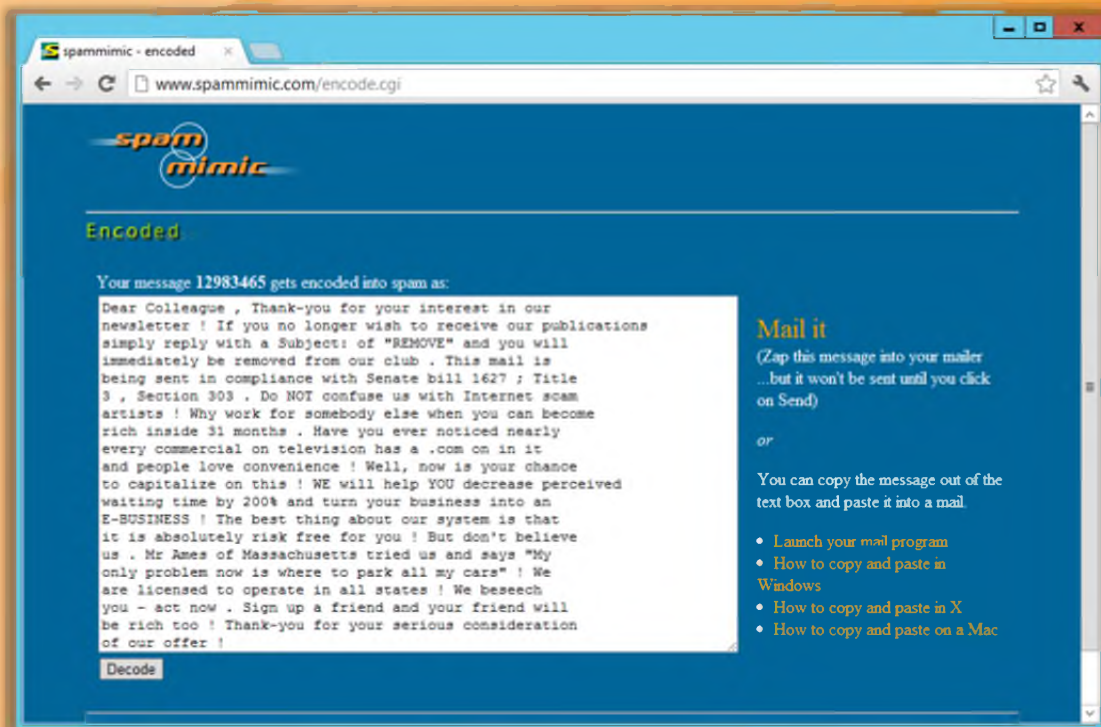 spammimic - encoded
www.spammimic.com/encode.cgi
spam
mimic
Encoded
Your message 12983465 gets encoded into spam as:
Dear Colleague , Thank-you for your interest in our
newsletter ! If you no longer wish to receive our publications
simply reply with a Subject: of "REMOVE" and you will
immediately be removed from our club . This mail is
being sent in compliance with Senate bill 1627 ; Title
3 , Section 303 . Do NOT confuse us with Internet scam
artists ! Why work for somebody else when you can become
rich inside 31 months . Have you ever noticed nearly
every commercial on television has a .com on in it
and people love convenience ! Well, now is your chance
to capitalize on this ! WE will help YOU decrease perceived
waiting time by 200% and turn your business into an
E-BUSINESS ! The best thing about our system is that
it is absolutely risk free for you ! But don't believe
us . Mr Ames of Massachusetts tried us and says "My
only problem now is where to park all my cars" ! We
are licensed to operate in all states ! We beseech
you - act now . Sign up a friend and your friend will
be rich too ! Thank-you for your serious consideration
of our offer !
Decode
Mail it
(Zap this message into your mailer
...but it won't be sent until you click
on Send)
or
You can copy the message out of the
text box and paste it into a mail.
• Launch your mail program
• How to copy and paste in
Windows
• How to copy and paste in X
• How to copy and paste on a Mac